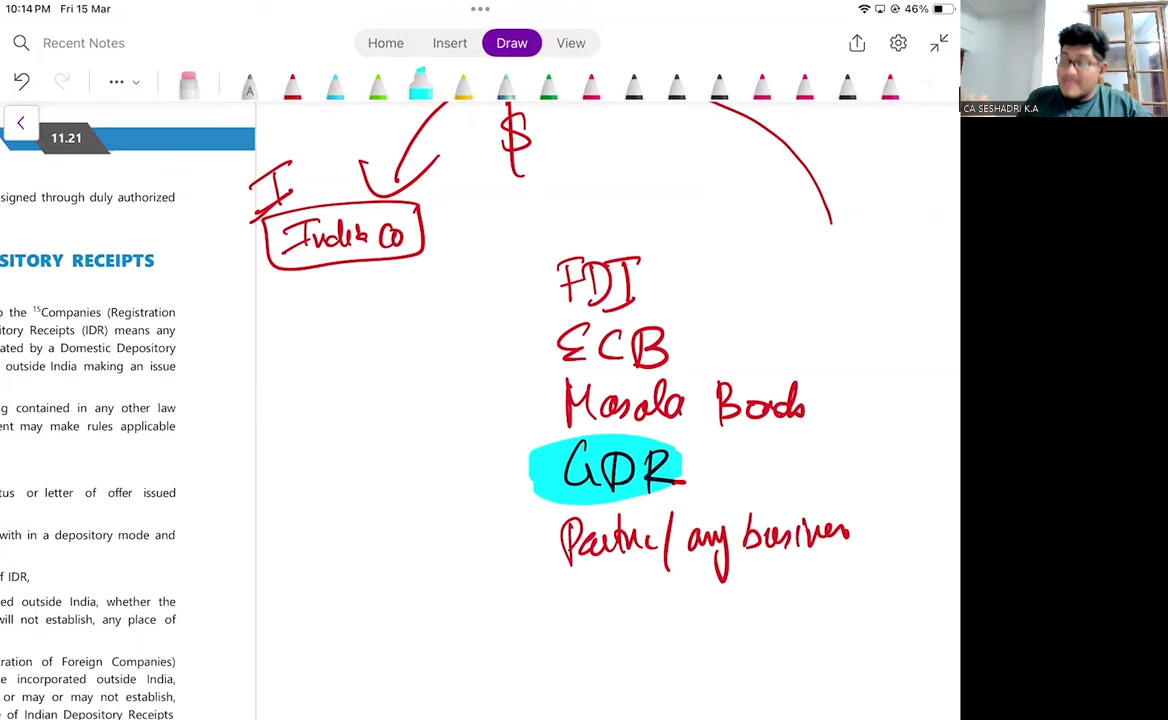 10:14 PM Fri 15 Mar
46%
Recent Notes
Home Insert Draw View
A
CA SESHADRI K.A
11.21
$
signed through duly authorized
I
India Co
SITORY RECEIPTS
FDI
o the 15Companies (Registration
itory Receipts (IDR) means any
ated by a Domestic Depository
outside India making an issue
ECB
ng contained in any other law
ent may make rules applicable
Masala Bonds
GDR
tus or letter of offer issued
with in a depository mode and
Partner/ any business
f IDR,
ed outside India, whether the
will not establish, any place of
ration of Foreign Companies)
e incorporated outside India,
or may or may not establish,
e of Indian Depository Receipts